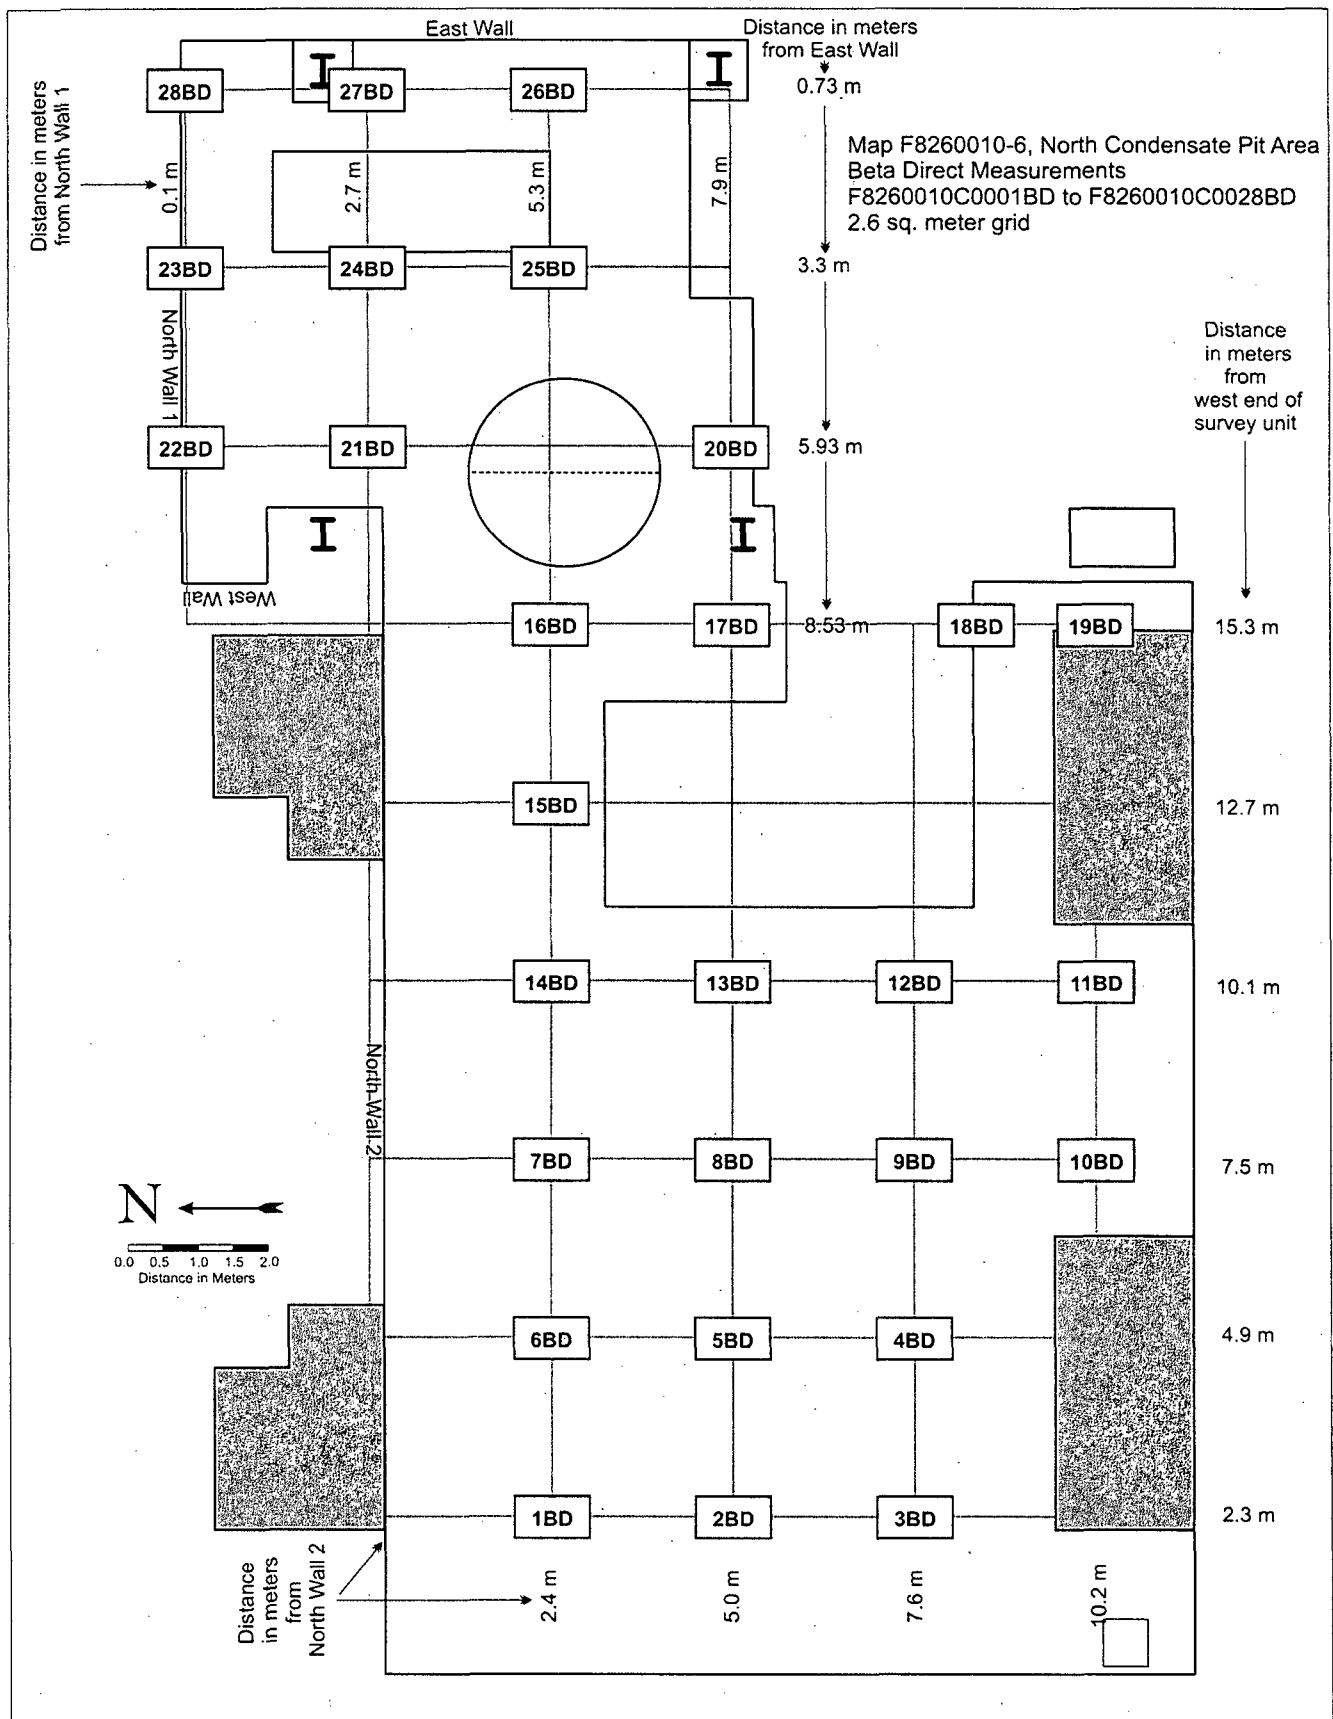 East Wall
Distance in meters
from East Wall
28BD
27BD
26BD
0.73 m
Distance in meters
from North Wall 1
0.1 m
2.7 m
5.3 m
7.9 m
Map F8260010-6, North Condensate Pit Area
Beta Direct Measurements
F8260010C0001BD to F8260010C0028BD
2.6 sq. meter grid
23BD
24BD
25BD
3.3 m
North Wall 1
Distance
in meters
from
west end of
survey unit
22BD
21BD
20BD
5.93 m
West Wall
16BD
17BD
8.53 m
18BD
19BD
15.3 m
15BD
12.7 m
14BD
13BD
12BD
11BD
10.1 m
North Wall 2
7BD
8BD
9BD
10BD
7.5 m
N
0.0 0.5 1.0 1.5 2.0
Distance in Meters
6BD
5BD
4BD
4.9 m
1BD
2BD
3BD
2.3 m
Distance
in meters
from
North Wall 2
2.4 m
5.0 m
7.6 m
10.2 m